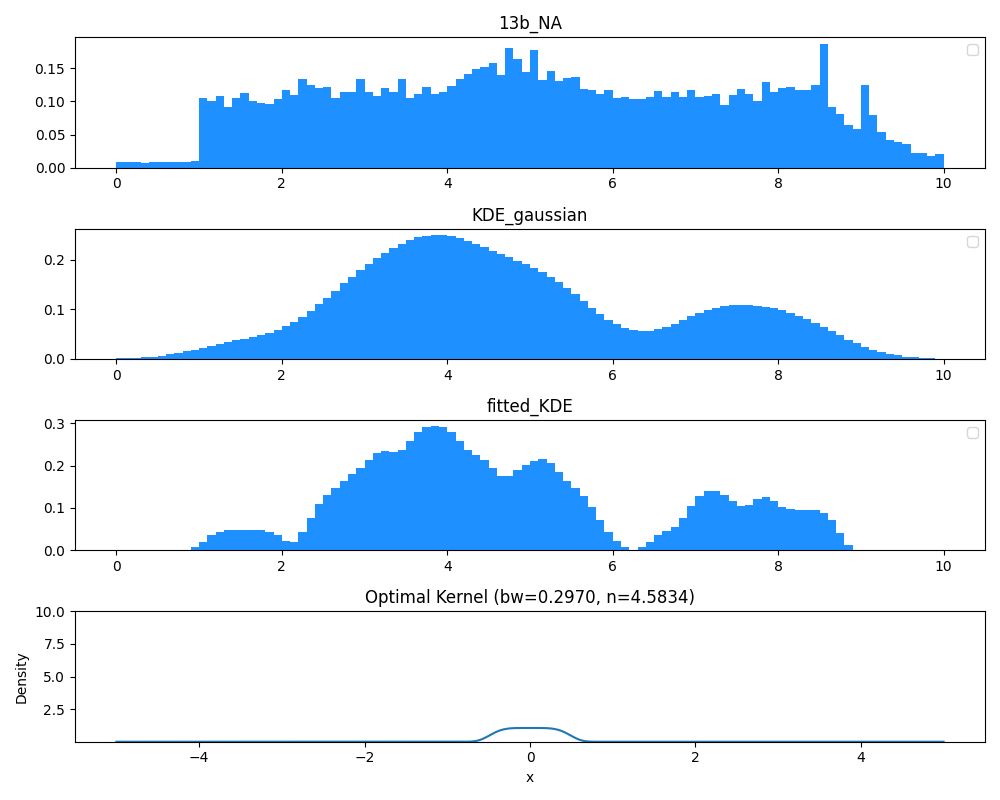 13b_NA
0.15
0.10
0.05
0.00
0 2 4 6 8 10
KDE_gaussian
0.2
0.1
0.0
0 2 4 6 8 10
fitted_KDE
0.3
0.2
0.1
0.0
0 2 4 6 8 10
Optimal Kernel (bw=0.2970, n=4.5834)
10.0
7.5
5.0
2.5
Density
−4 −2 0 2 4
x